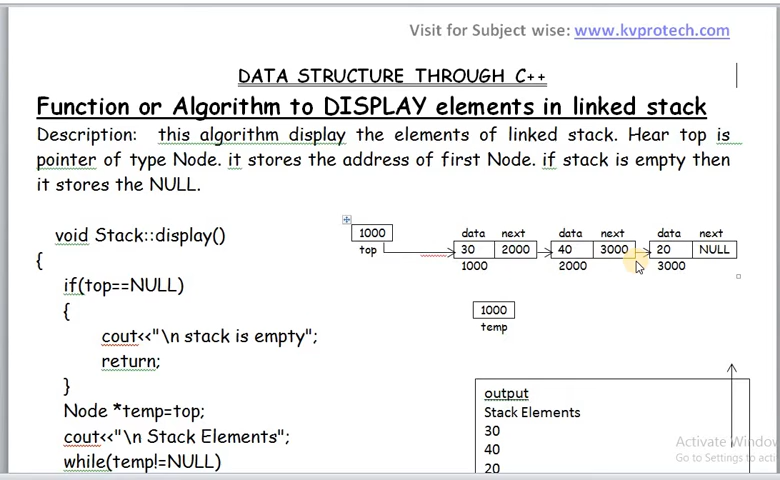 Visit for Subject wise: www.kvprotech.com
DATA STRUCTURE THROUGH C++
Function or Algorithm to DISPLAY elements in linked stack
Description: this algorithm display the elements of linked stack. Hear top is
pointer of type Node. it stores the address of first Node. if stack is empty then
it stores the NULL.
void Stack::display()
{
if(top==NULL)
{
cout<<"\n stack is empty";
return;
}
Node *temp=top;
cout<<"\n Stack Elements";
while(temp!=NULL)
1000
top
data next data next data next
30 2000 40 3000 20 NULL
1000 2000 3000
1000
temp
output
Stack Elements
30
40
20
Activate Window
Go to Settings to acti